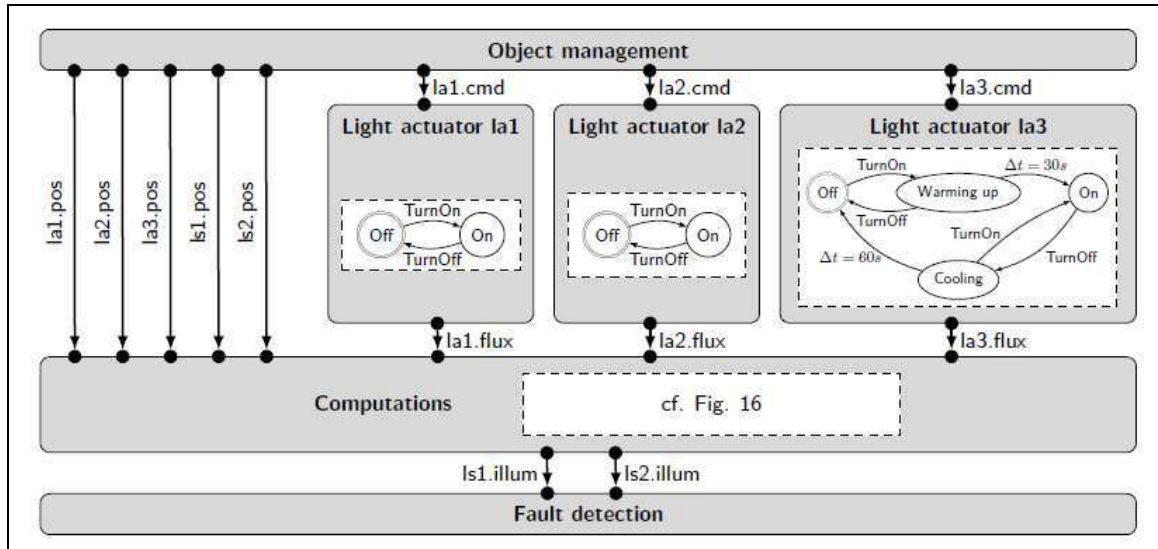 Object management
la1.pos
la2.pos
la3.pos
ls1.pos
ls2.pos
la1.cmd
la2.cmd
la3.cmd
Light actuator la1
Off
On
TurnOn
TurnOff
Light actuator la2
Off
On
TurnOn
TurnOff
Light actuator la3
Off
TurnOn
Warming up
Δt = 30s
On
TurnOff
TurnOn
Δt = 60s
TurnOff
Cooling
la1.flux
la2.flux
la3.flux
Computations
cf. Fig. 16
ls1.illum
ls2.illum
Fault detection